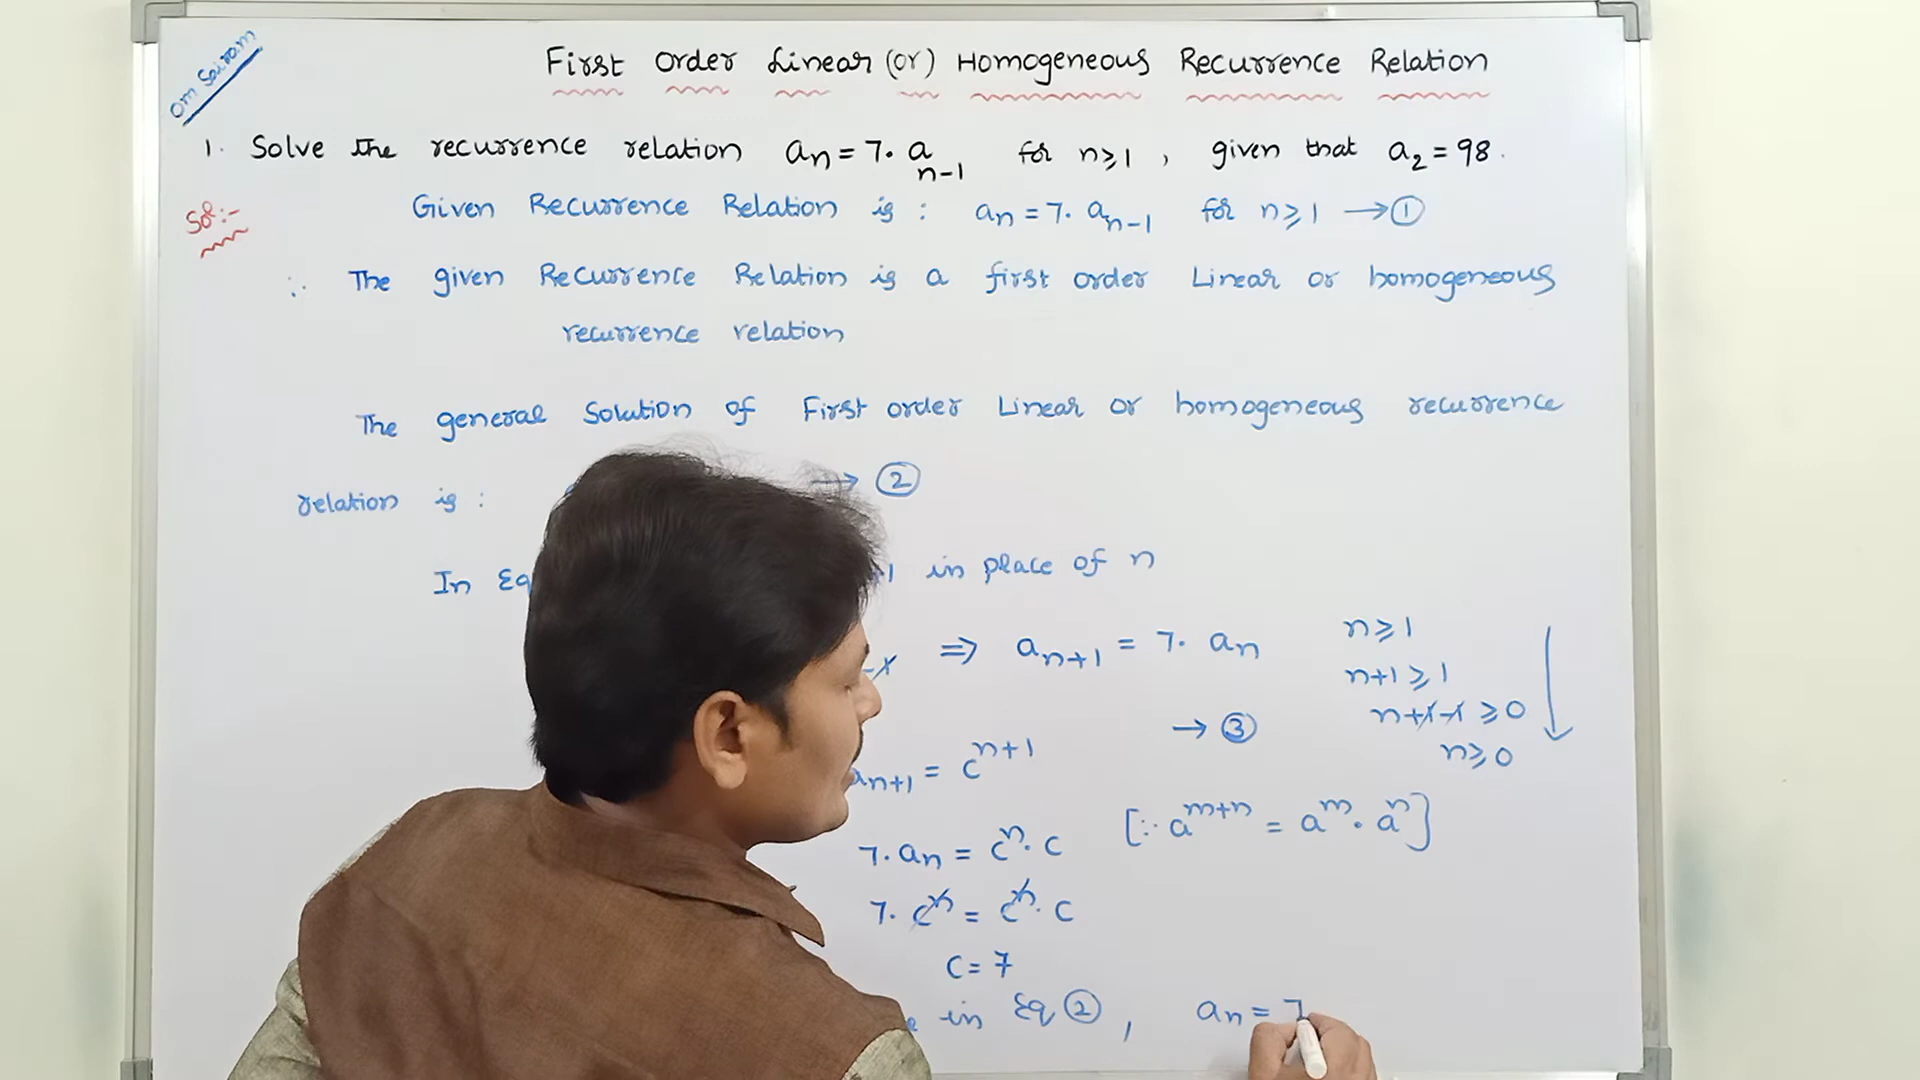 Om Sairam
First Order Linear (or) Homogeneous Recurrence Relation
1. Solve the recurrence relation aₙ = 7. aₙ₋₁ for n⩾1, given that a₂ = 98.
Sol:-
Given Recurrence Relation is : aₙ = 7. aₙ₋₁ for n⩾1 → ①
∴ The given Recurrence Relation is a first order Linear or homogeneous
recurrence relation
The general Solution of First order Linear or homogeneous recurrence
relation is : → ②
In Eq +1 in place of n
-1 ⇒ aₙ₊₁ = 7. aₙ
n⩾1
n+1⩾1
n+1-1⩾0
n⩾0
→ ③
aₙ₊₁ = cⁿ⁺¹
7. aₙ = cⁿ. c [∵ aᵐ⁺ⁿ = aᵐ. aⁿ]
7. cⁿ = cⁿ. c
c = 7
in Eq ②, aₙ = 7